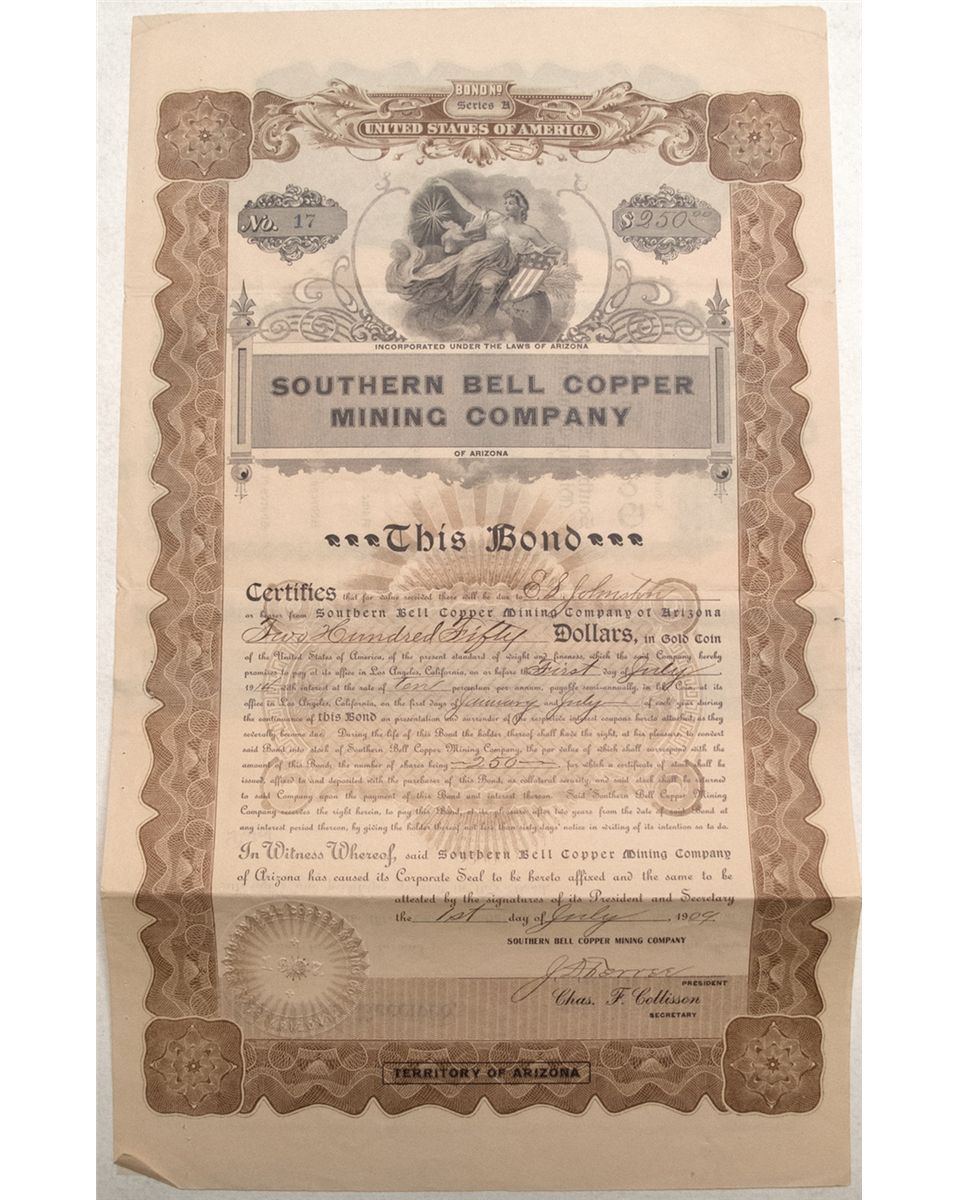 BOND Nº
Series A
UNITED STATES OF AMERICA
No. 17
$250.00
INCORPORATED UNDER THE LAWS OF ARIZONA
SOUTHERN BELL COPPER
MINING COMPANY
OF ARIZONA
This Bond
Certifies that for value received there will be due to E. S. Johnston
or bearer from Southern Bell Copper Mining Company of Arizona
Two Hundred Fifty Dollars, in Gold Coin
of the United States of America, of the present standard of weight and fineness, which the said Company hereby
promises to pay at its office in Los Angeles, California, on or before the First day of July
1914 with interest at the rate of ten percentum per annum, payable semi-annually, in like Coin at its
office in Los Angeles, California, on the first days of January and July of each year during
the continuance of this Bond on presentation and surrender of the respective interest coupons hereto attached, as they
severally become due. During the life of this Bond the holder thereof shall have the right, at his pleasure to convert
said Bond into stock of Southern Bell Copper Mining Company, the par value of which shall correspond with the
amount of this Bond; the number of shares being 250, for which a certificate of stock shall be
issued, affixed to and deposited with the purchaser of this Bond, as collateral security, and said stock shall be returned
to said Company upon the payment of this Bond and interest thereon. Said Southern Bell Copper Mining
Company reserves the right herein, to pay this Bond, at its pleasure after two years from the date of said Bond at
any interest period thereon, by giving the holder thereof not less than sixty days' notice in writing of its intention so to do.
In Witness Whereof, said Southern Bell Copper Mining Company
of Arizona has caused its Corporate Seal to be hereto affixed and the same to be
attested by the signatures of its President and Secretary
the 1st day of July 1909.
SOUTHERN BELL COPPER MINING COMPANY
PRESIDENT
Chas. F. Collisson
SECRETARY
TERRITORY OF ARIZONA